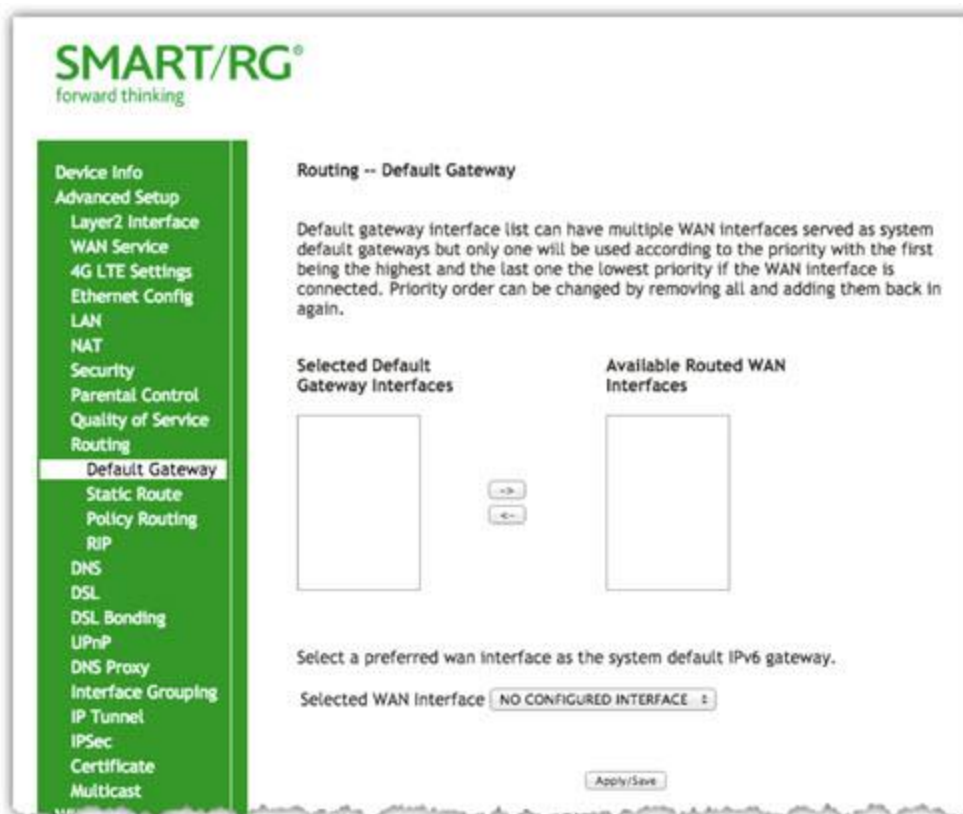 SMART/RG®
forward thinking
Device Info
Advanced Setup
Layer2 Interface
WAN Service
4G LTE Settings
Ethernet Config
LAN
NAT
Security
Parental Control
Quality of Service
Routing
Default Gateway
Static Route
Policy Routing
RIP
DNS
DSL
DSL Bonding
UPnP
DNS Proxy
Interface Grouping
IP Tunnel
IPSec
Certificate
Multicast
Routing -- Default Gateway
Default gateway interface list can have multiple WAN interfaces served as system
default gateways but only one will be used according to the priority with the first
being the highest and the last one the lowest priority if the WAN interface is
connected. Priority order can be changed by removing all and adding them back in
again.
Selected Default
Gateway Interfaces
Available Routed WAN
Interfaces
->
<-
Select a preferred wan interface as the system default IPv6 gateway.
Selected WAN Interface NO CONFIGURED INTERFACE
Apply/Save